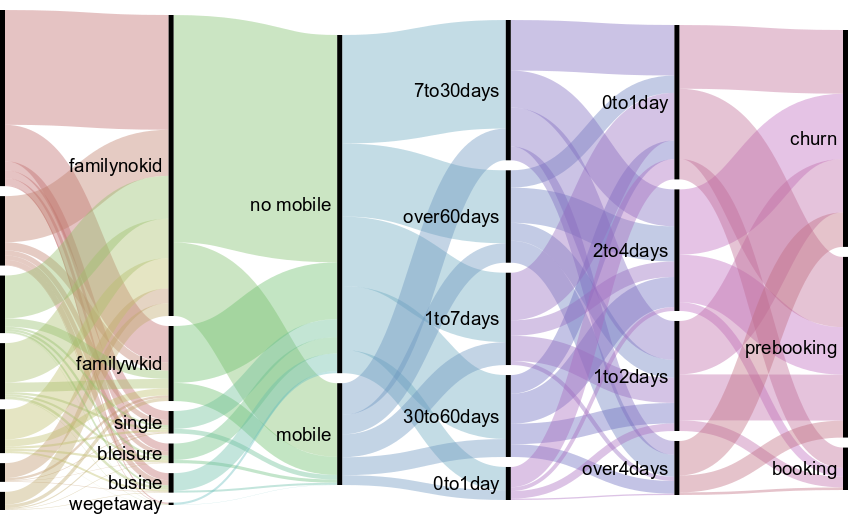 familynokid
familywkid
single
bleisure
busine
wegetaway
no mobile
mobile
7to30days
over60days
1to7days
30to60days
0to1day
0to1day
2to4days
1to2days
over4days
churn
prebooking
booking